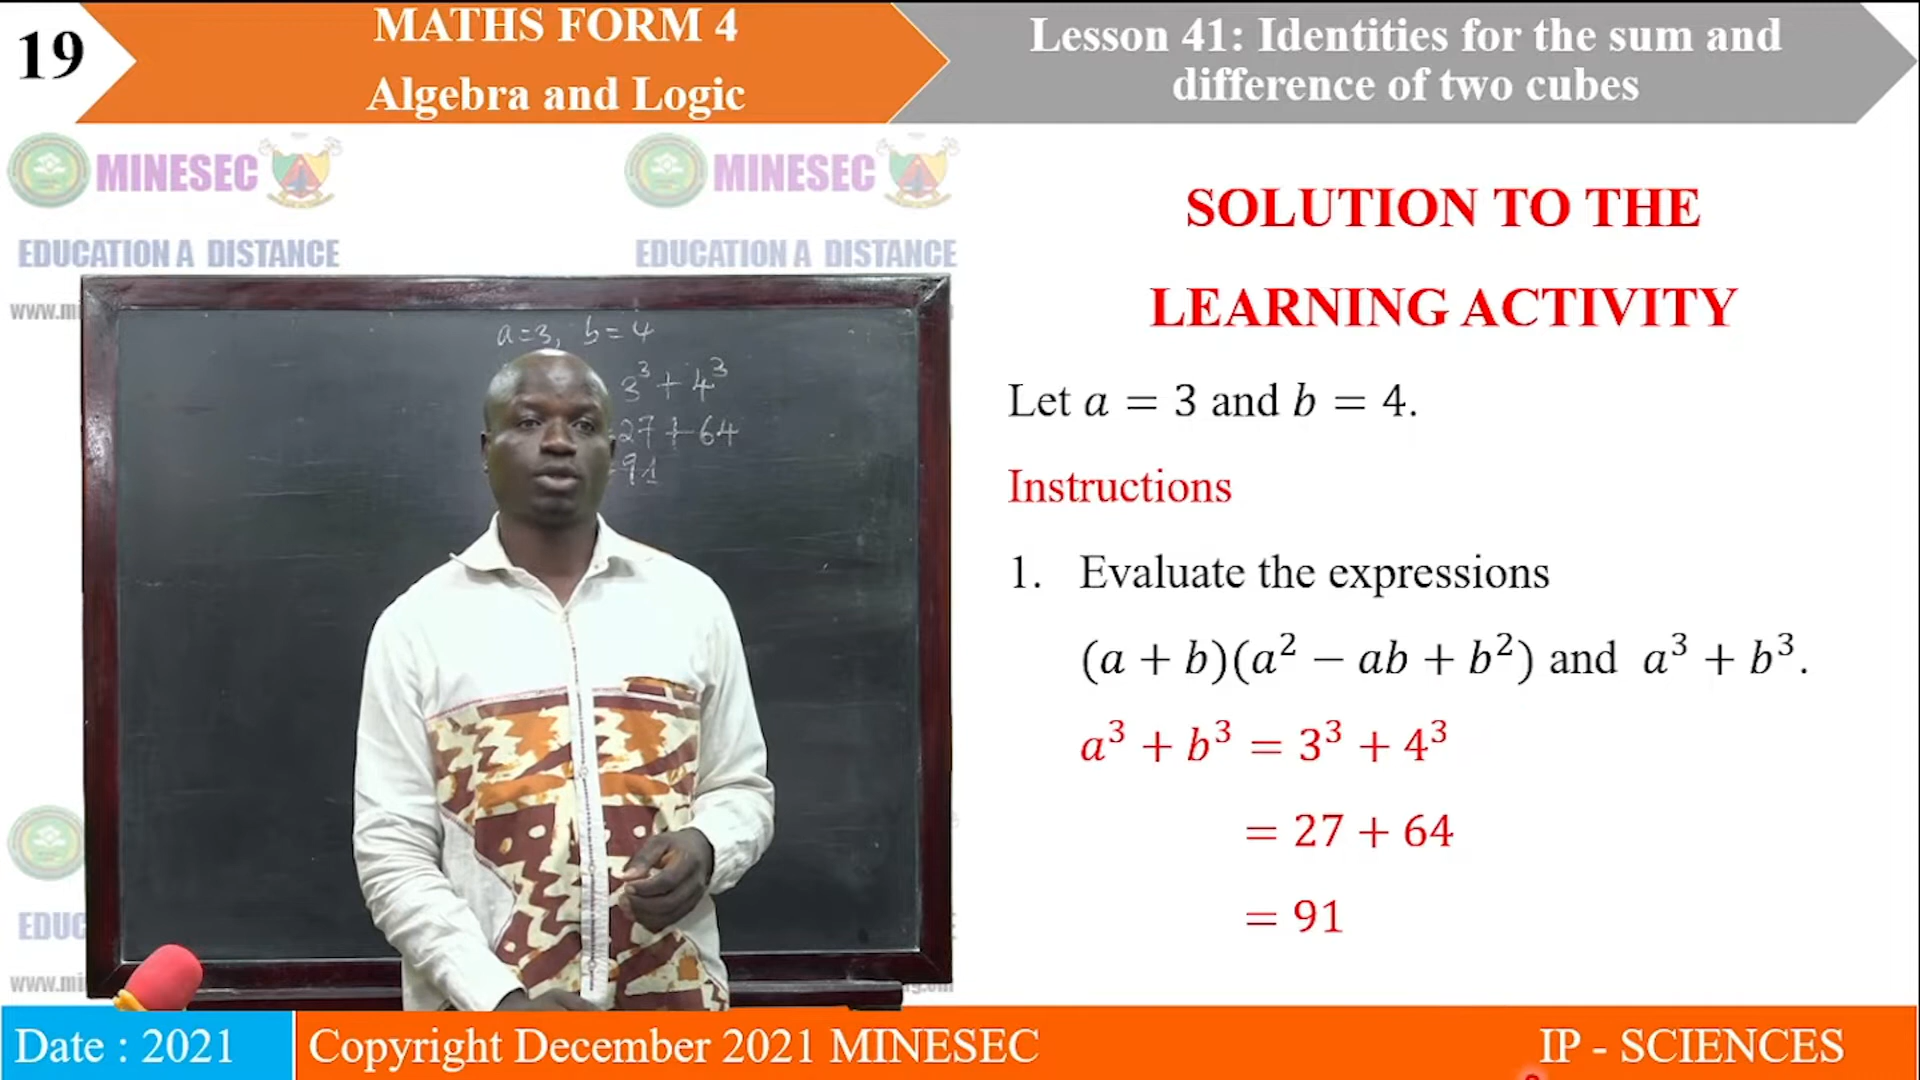 19
MATHS FORM 4
Algebra and Logic
Lesson 41: Identities for the sum and
difference of two cubes
MINESEC
EDUCATION A DISTANCE
MINESEC
EDUCATION A DISTANCE
a=3, b=4
3³ + 4³
27 + 64
91
SOLUTION TO THE
LEARNING ACTIVITY
Let a = 3 and b = 4.
Instructions
1. Evaluate the expressions
(a + b)(a² − ab + b²) and a³ + b³.
a³ + b³ = 3³ + 4³
= 27 + 64
= 91
Date : 2021
Copyright December 2021 MINESEC
IP - SCIENCES